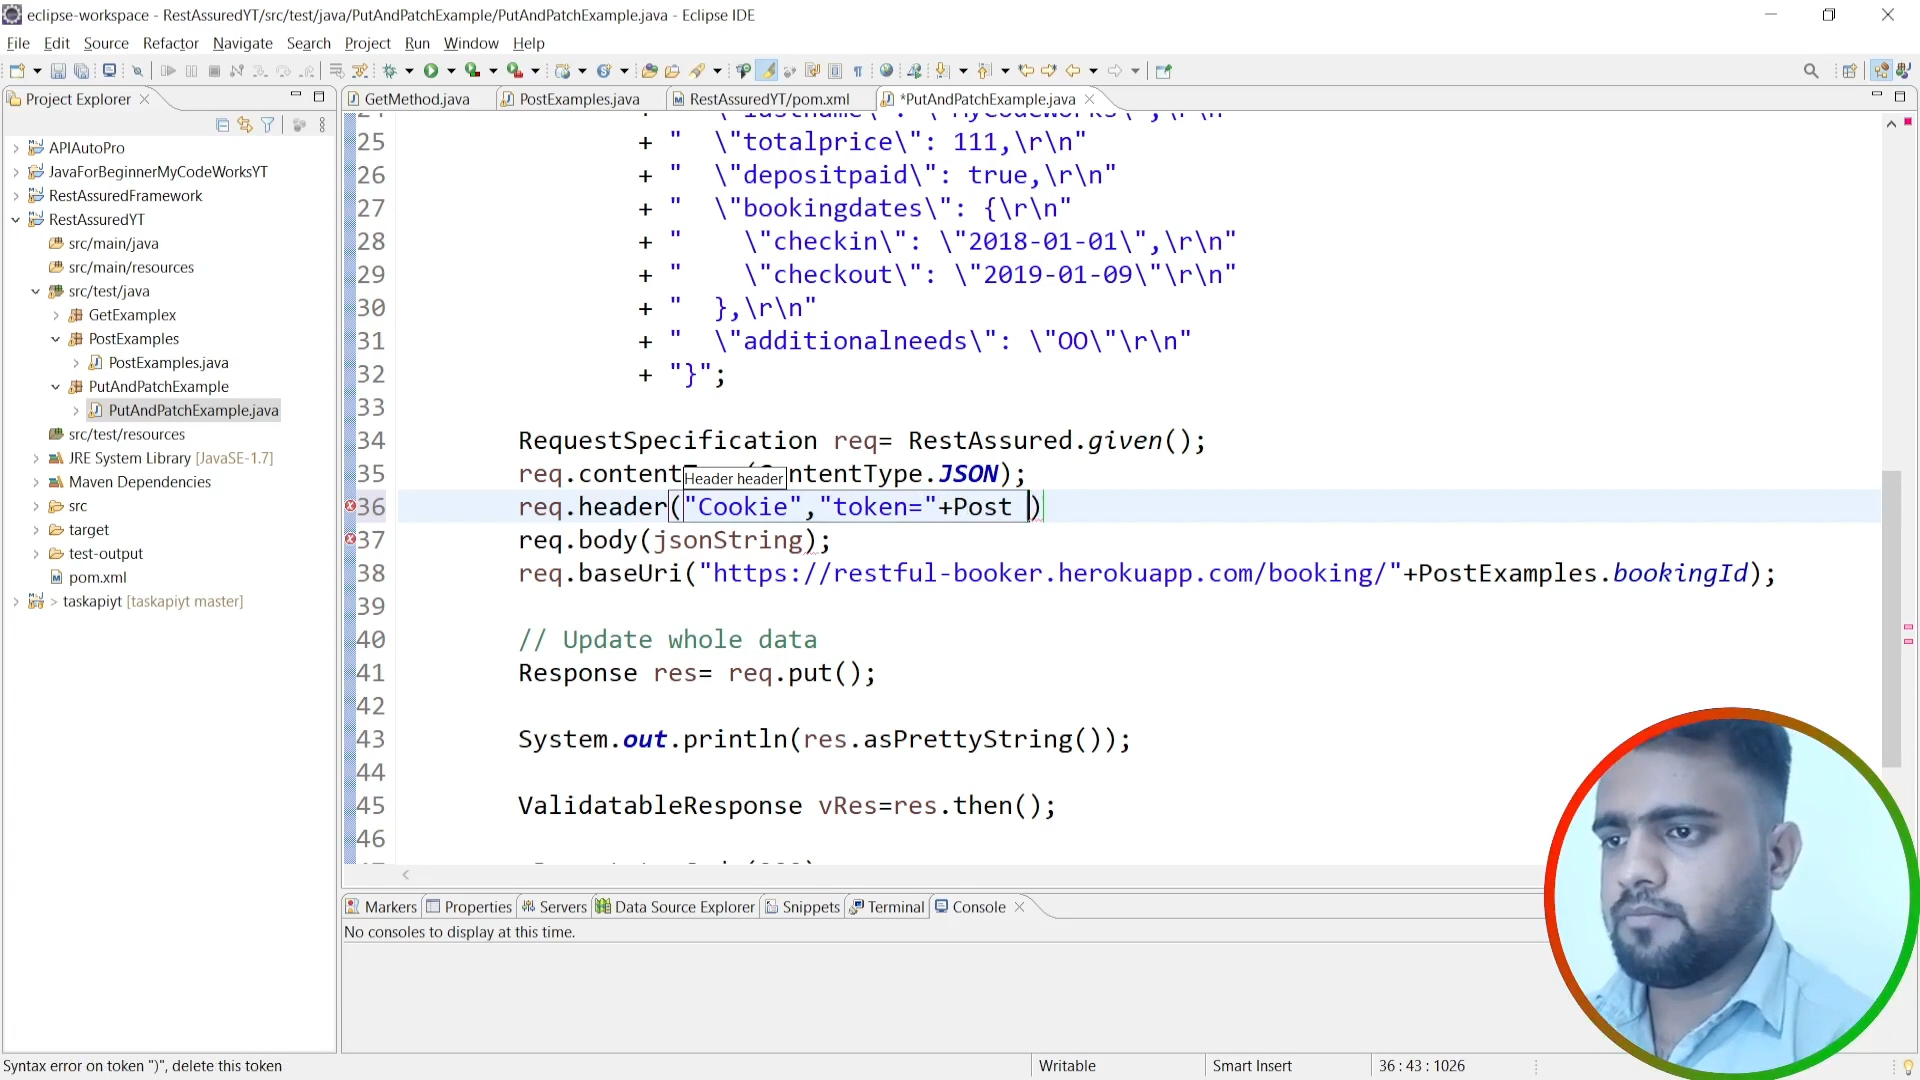 eclipse-workspace - RestAssuredYT/src/test/java/PutAndPatchExample/PutAndPatchExample.java - Eclipse IDE
File Edit Source Refactor Navigate Search Project Run Window Help
Project Explorer
GetMethod.java PostExamples.java RestAssuredYT/pom.xml *PutAndPatchExample.java
APIAutoPro
JavaForBeginnerMyCodeWorksYT
RestAssuredFramework
RestAssuredYT
src/main/java
src/main/resources
src/test/java
GetExamplex
PostExamples
PostExamples.java
PutAndPatchExample
PutAndPatchExample.java
src/test/resources
JRE System Library [JavaSE-1.7]
Maven Dependencies
src
target
test-output
pom.xml
> taskapiyt [taskapiyt master]
25 + "  \"totalprice\": 111,\r\n"
26 + "  \"depositpaid\": true,\r\n"
27 + "  \"bookingdates\": {\r\n"
28 + "    \"checkin\": \"2018-01-01\",\r\n"
29 + "    \"checkout\": \"2019-01-09\"\r\n"
30 + "  },\r\n"
31 + "  \"additionalneeds\": \"OO\"\r\n"
32 + "}";
33
34 RequestSpecification req= RestAssured.given();
35 req.content ntentType.JSON);
Header header
36 req.header("Cookie","token="+Post )
37 req.body(jsonString);
38 req.baseUri("https://restful-booker.herokuapp.com/booking/"+PostExamples.bookingId);
39
40 // Update whole data
41 Response res= req.put();
42
43 System.out.println(res.asPrettyString());
44
45 ValidatableResponse vRes=res.then();
46
Markers Properties Servers Data Source Explorer Snippets Terminal Console
No consoles to display at this time.
Syntax error on token ")", delete this token Writable Smart Insert 36 : 43 : 1026